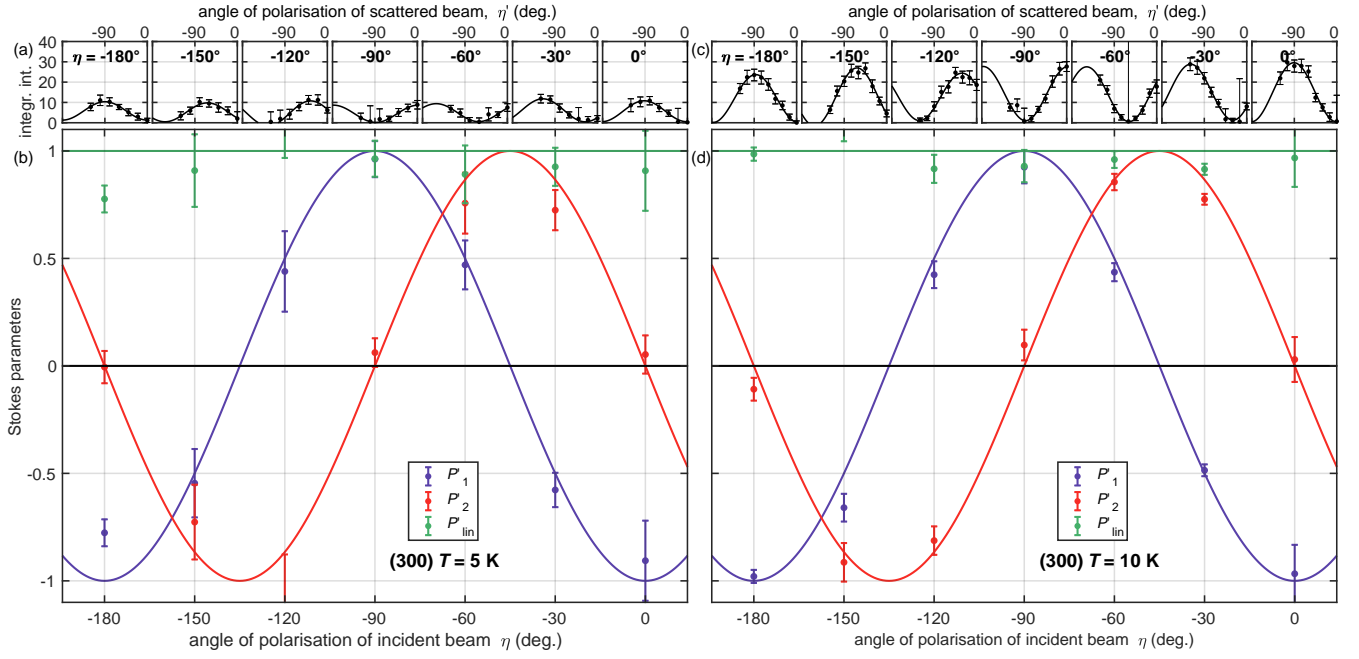 angle of polarisation of scattered beam, η' (deg.)
-90 0 -90 0 -90 0 -90 0 -90 0 -90 0 -90 0
(a)
40
30
20
10
0
integr. int.
η = -180° -150° -120° -90° -60° -30° 0°
(b)
1
0.5
0
-0.5
-1
Stokes parameters
P'1
P'2
P'lin
(300) T = 5 K
-180 -150 -120 -90 -60 -30 0
angle of polarisation of incident beam η (deg.)
angle of polarisation of scattered beam, η' (deg.)
-90 0 -90 0 -90 0 -90 0 -90 0 -90 0 -90 0
(c)
η = -180° -150° -120° -90° -60° -30° 0°
(d)
P'1
P'2
P'lin
(300) T = 10 K
-180 -150 -120 -90 -60 -30 0
angle of polarisation of incident beam η (deg.)